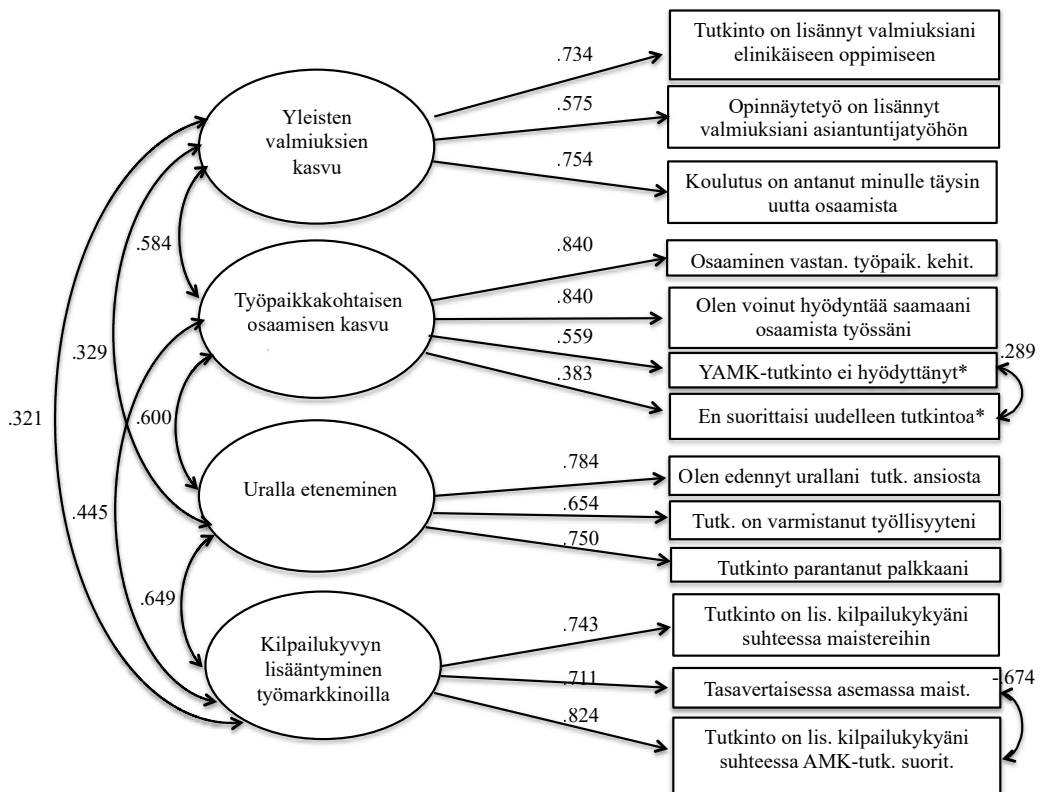 Yleisten
valmiuksien
kasvu
.734
.575
.754
Tutkinto on lisännyt valmiuksiani
elinikäiseen oppimiseen
Opinnäytetyö on lisännyt
valmiuksiani asiantuntijatyöhön
Koulutus on antanut minulle täysin
uutta osaamista
.584
Työpaikkakohtaisen
osaamisen kasvu
.840
.840
.559
.383
Osaaminen vastan. työpaik. kehit.
Olen voinut hyödyntää saamaani
osaamista työssäni
YAMK-tutkinto ei hyödyttänyt*
En suorittaisi uudelleen tutkintoa*
.289
.329
.321
.600
Uralla eteneminen
.784
.654
.750
Olen edennyt urallani tutk. ansiosta
Tutk. on varmistanut työllisyyteni
Tutkinto parantanut palkkaani
.445
.649
Kilpailukyvyn
lisääntyminen
työmarkkinoilla
.743
.711
.824
Tutkinto on lis. kilpailukykyäni
suhteessa maistereihin
Tasavertaisessa asemassa maist.
Tutkinto on lis. kilpailukykyäni
suhteessa AMK-tutk. suorit.
-.674